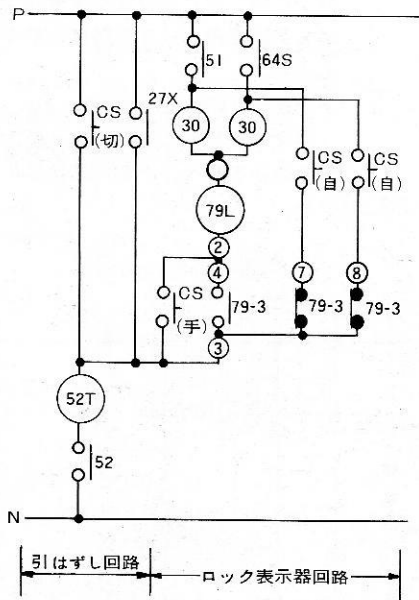 P
51
64S
CS
(切)
27X
30
30
CS
(自)
CS
(自)
79L
②
④
⑦
⑧
CS
(手)
79-3
79-3
79-3
③
52T
52
N
引はずし回路
ロック表示器回路